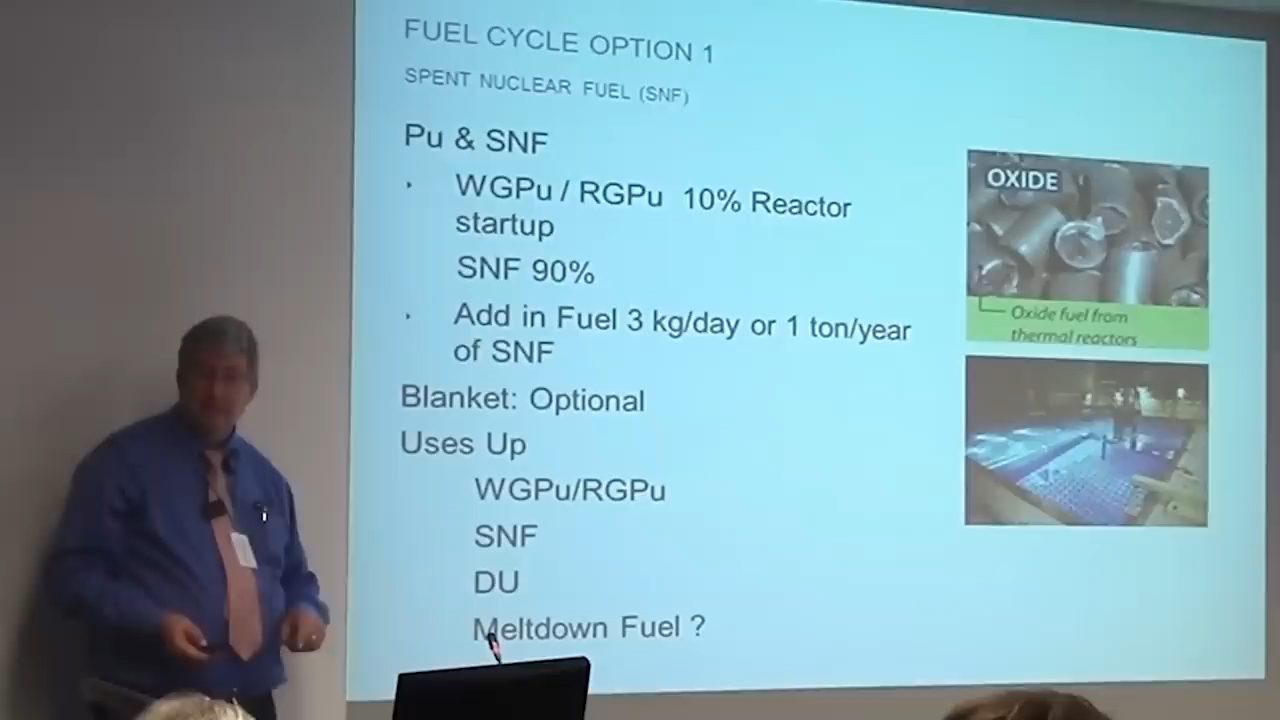 FUEL CYCLE OPTION 1
SPENT NUCLEAR FUEL (SNF)
Pu & SNF
· WGPu / RGPu 10% Reactor
startup
SNF 90%
· Add in Fuel 3 kg/day or 1 ton/year
of SNF
Blanket: Optional
Uses Up
WGPu/RGPu
SNF
DU
Meltdown Fuel ?
OXIDE
Oxide fuel from
thermal reactors